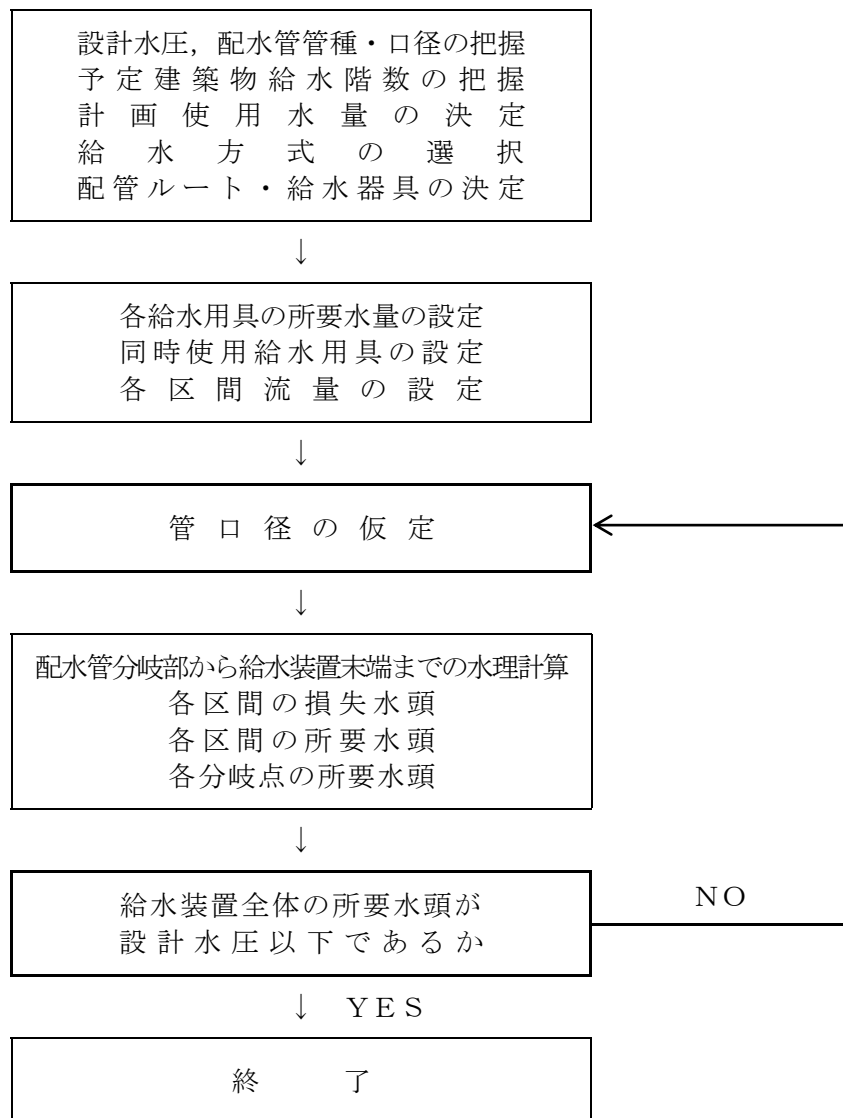 設計水圧，配水管管種・口径の把握
予定建築物給水階数の把握
計画使用水量の決定
給水方式の選択
配管ルート・給水器具の決定
↓
各給水用具の所要水量の設定
同時使用給水用具の設定
各区間流量の設定
↓
管口径の仮定
↓
配水管分岐部から給水装置末端までの水理計算
各区間の損失水頭
各区間の所要水頭
各分岐点の所要水頭
↓
給水装置全体の所要水頭が
設計水圧以下であるか
NO
↓ YES
終了